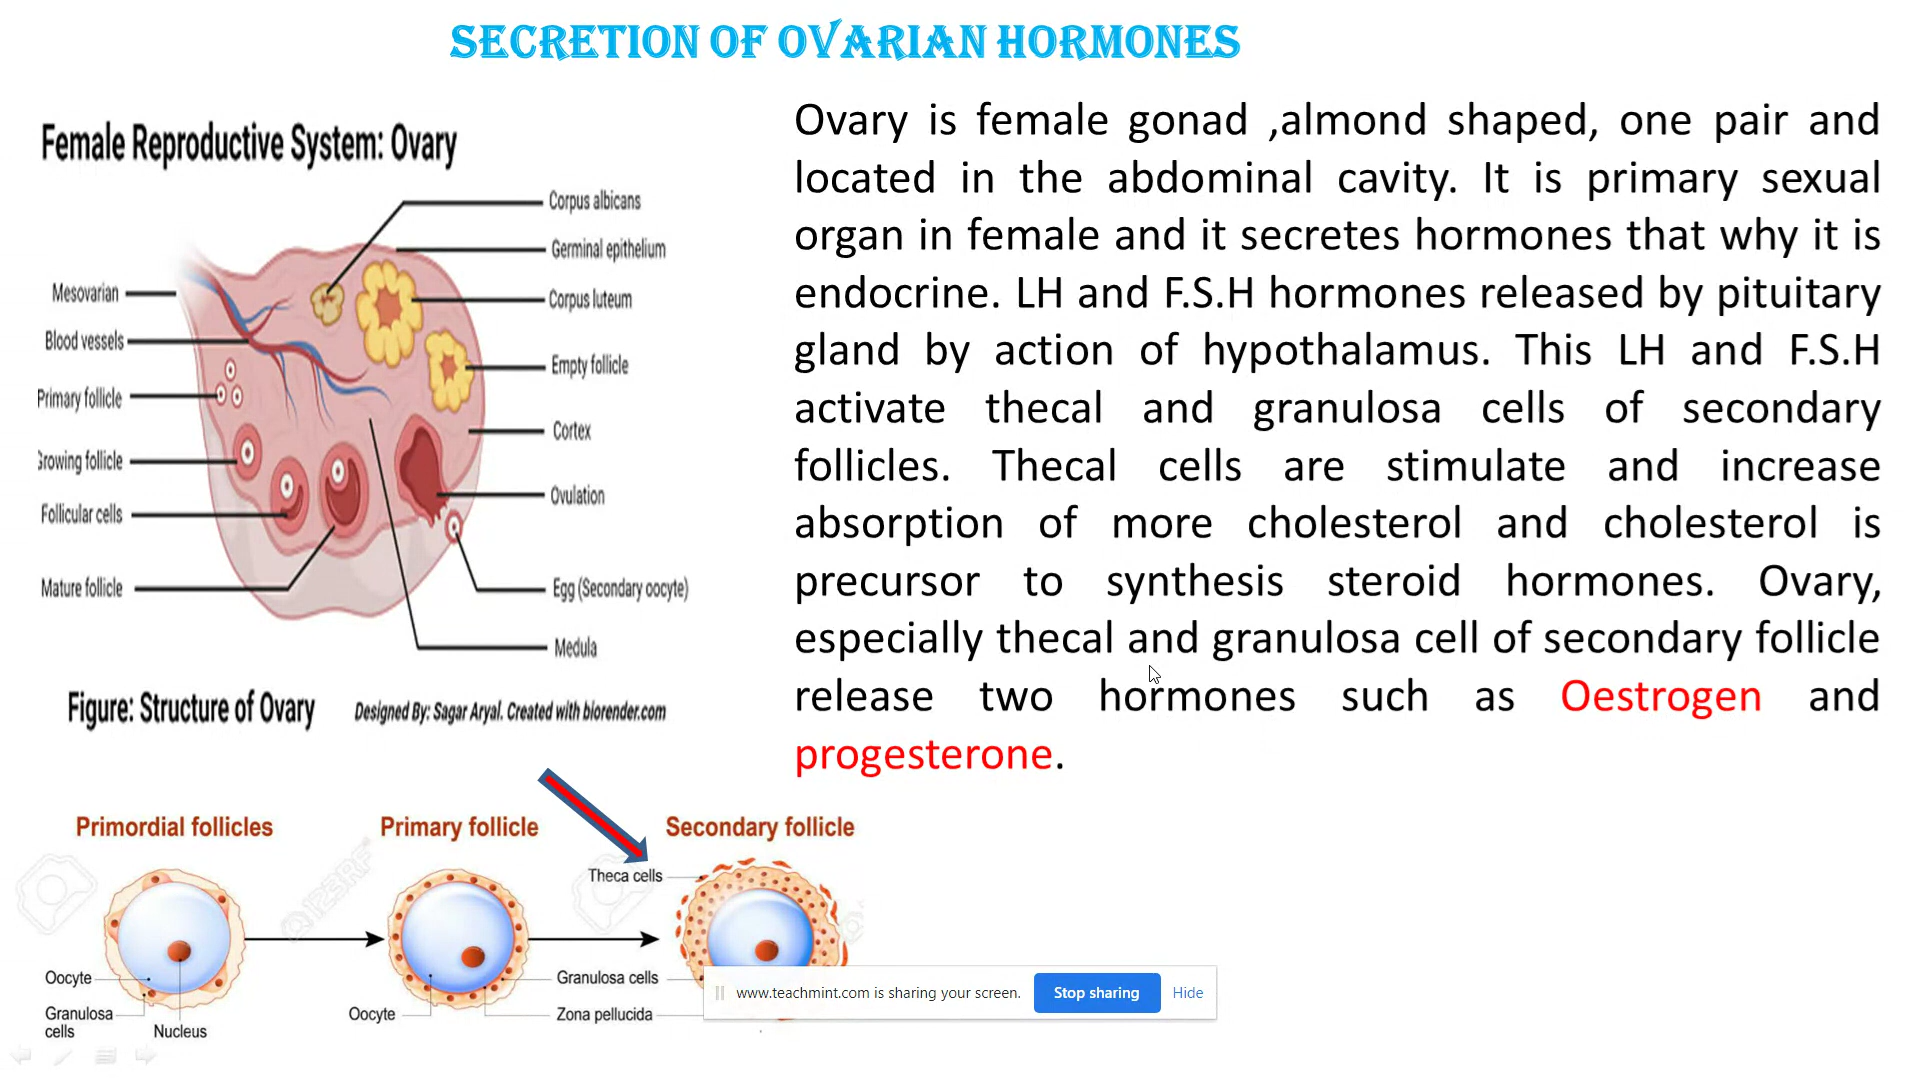 SECRETION OF OVARIAN HORMONES
Female Reproductive System: Ovary
Corpus albicans
Germinal epithelium
Mesovarian
Corpus luteum
Blood vessels
Empty follicle
Primary follicle
Cortex
Growing follicle
Ovulation
Follicular cells
Mature follicle
Egg (Secondary oocyte)
Medula
Figure: Structure of Ovary
Designed By: Sagar Aryal. Created with biorender.com
Ovary is female gonad ,almond shaped, one pair and
located in the abdominal cavity. It is primary sexual
organ in female and it secretes hormones that why it is
endocrine. LH and F.S.H hormones released by pituitary
gland by action of hypothalamus. This LH and F.S.H
activate thecal and granulosa cells of secondary
follicles. Thecal cells are stimulate and increase
absorption of more cholesterol and cholesterol is
precursor to synthesis steroid hormones. Ovary,
especially thecal and granulosa cell of secondary follicle
release two hormones such as Oestrogen and
progesterone.
Primordial follicles
Primary follicle
Secondary follicle
Theca cells
Oocyte
Granulosa
cells
Nucleus
Oocyte
Granulosa cells
Zona pellucida
123RF
www.teachmint.com is sharing your screen.
Stop sharing
Hide